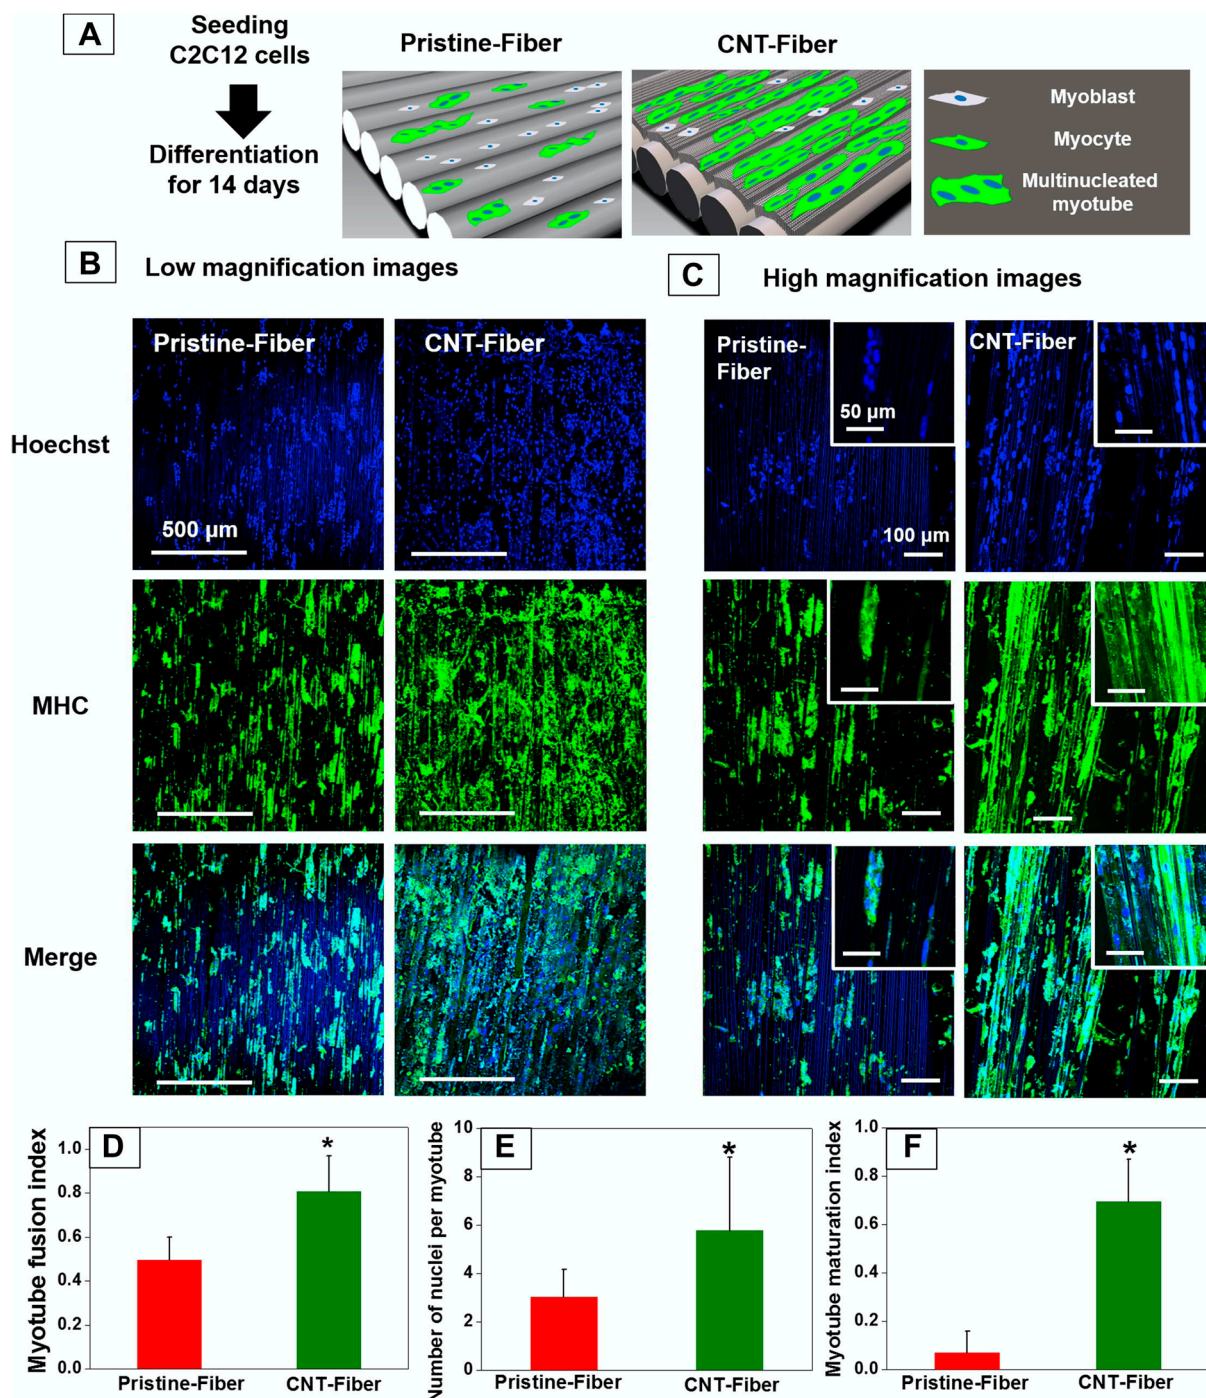 A
Seeding
C2C12 cells
Differentiation
for 14 days
Pristine-Fiber
CNT-Fiber
Myoblast
Myocyte
Multinucleated
myotube
B
Low magnification images
C
High magnification images
Pristine-Fiber
CNT-Fiber
Pristine-
Fiber
CNT-Fiber
50 µm
Hoechst
500 µm
100 µm
MHC
Merge
D
Myotube fusion index
1.0
0.8
0.6
0.4
0.2
0.0
*
Pristine-Fiber
CNT-Fiber
E
Number of nuclei per myotube
10
8
6
4
2
0
*
Pristine-Fiber
CNT-Fiber
F
Myotube maturation index
1.0
0.8
0.6
0.4
0.2
0.0
*
Pristine-Fiber
CNT-Fiber